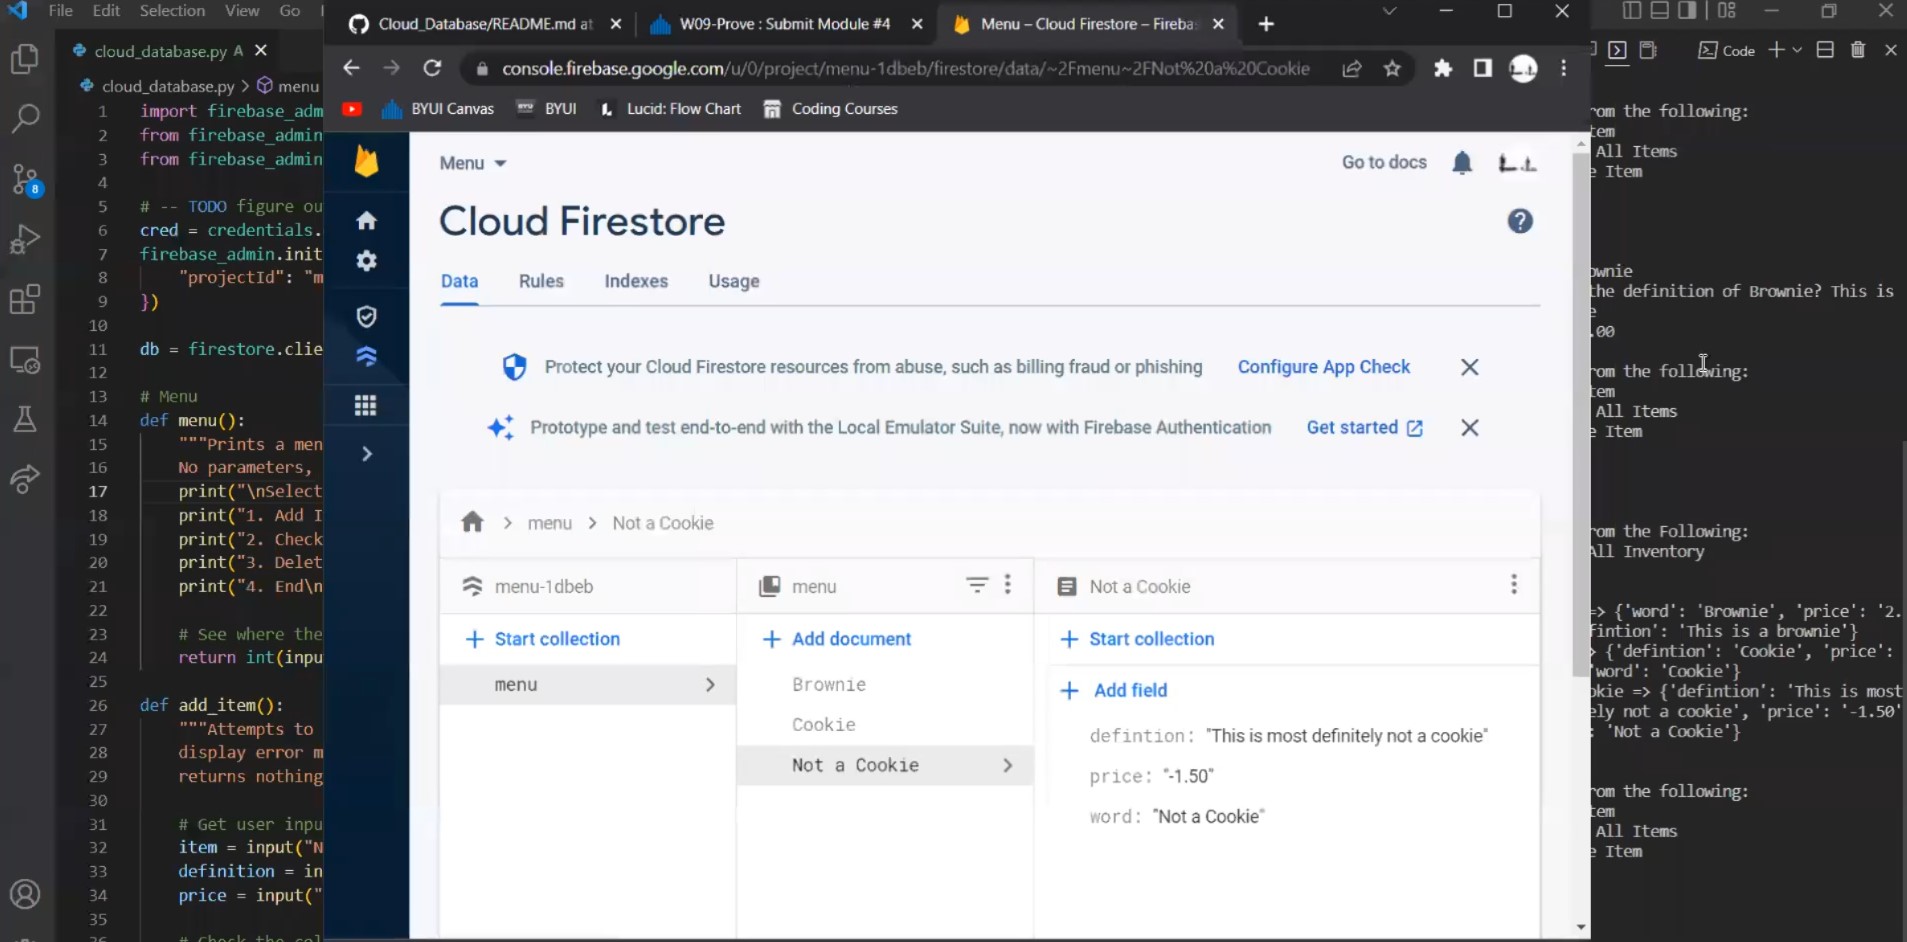 File Edit Selection View Go
cloud_database.py A
cloud_database.py > menu
1 import firebase_adm
2 from firebase_admin
3 from firebase_admin
4
5 # -- TODO figure ou
6 cred = credentials.
7 firebase_admin.init
8 "projectId": "m
9 })
10
11 db = firestore.clie
12
13 # Menu
14 def menu():
15 """Prints a men
16 No parameters,
17 print("\nSelect
18 print("1. Add I
19 print("2. Check
20 print("3. Delet
21 print("4. End\n
22
23 # See where the
24 return int(inpu
25
26 def add_item():
27 """Attempts to
28 display error m
29 returns nothing
30
31 # Get user inpu
32 item = input("N
33 definition = in
34 price = input("
35
36 # Check the col
8
Cloud_Database/README.md at
W09-Prove : Submit Module #4
Menu – Cloud Firestore – Fireba
console.firebase.google.com/u/0/project/menu-1dbeb/firestore/data/~2Fmenu~2FNot%20a%20Cookie
BYUI Canvas BYUI Lucid: Flow Chart Coding Courses
Menu
Go to docs
Cloud Firestore
Data Rules Indexes Usage
Protect your Cloud Firestore resources from abuse, such as billing fraud or phishing Configure App Check
Prototype and test end-to-end with the Local Emulator Suite, now with Firebase Authentication Get started
> menu > Not a Cookie
menu-1dbeb
+ Start collection
menu
menu
+ Add document
Brownie
Cookie
Not a Cookie
Not a Cookie
+ Start collection
+ Add field
defintion: "This is most definitely not a cookie"
price: "-1.50"
word: "Not a Cookie"
Code
om the following:
tem
All Items
e Item
ownie
the definition of Brownie? This is
e
.00
om the following:
tem
All Items
e Item
om the Following:
All Inventory
=> {'word': 'Brownie', 'price': '2.
fintion': 'This is a brownie'}
> {'defintion': 'Cookie', 'price':
'word': 'Cookie'}
okie => {'defintion': 'This is most
ely not a cookie', 'price': '-1.50'
: 'Not a Cookie'}
om the following:
tem
All Items
e Item